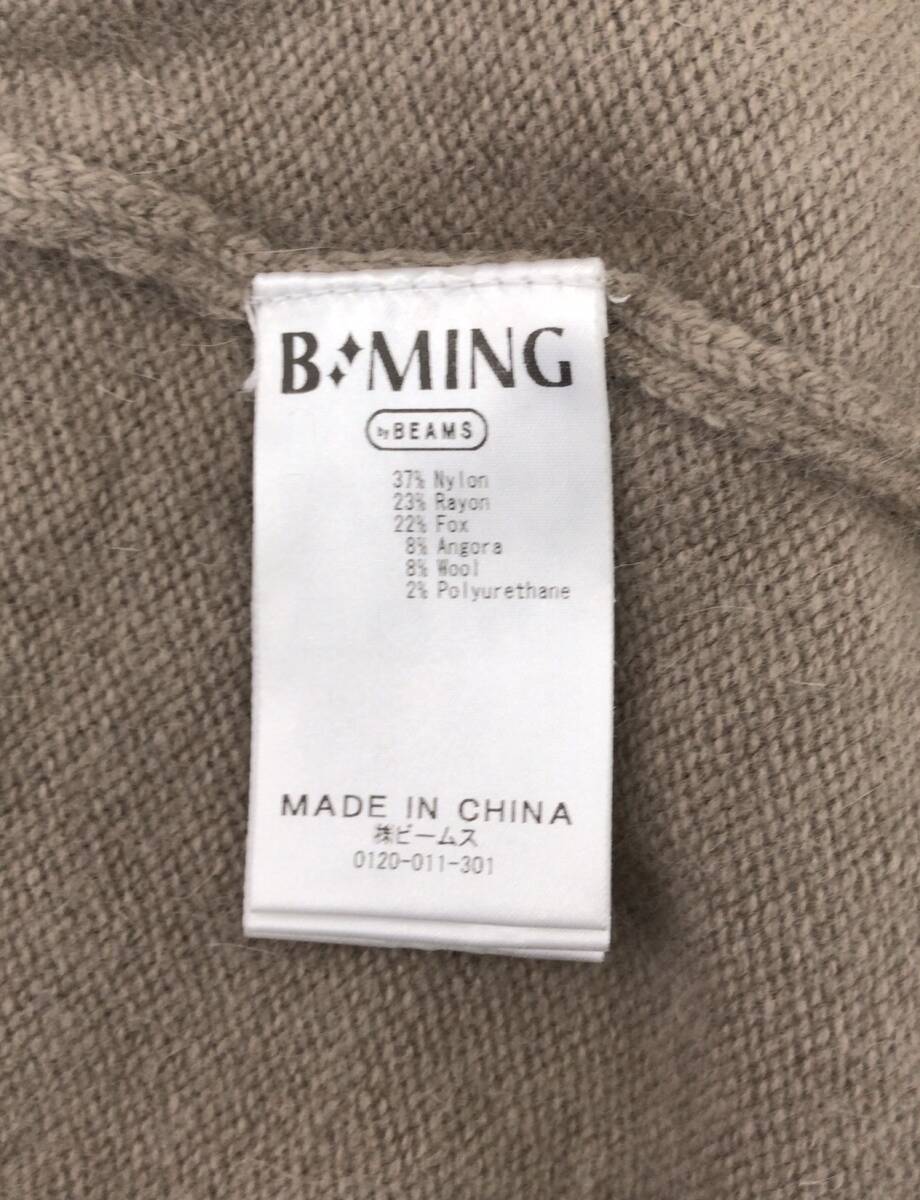 B MING
by BEAMS
37% Nylon
23% Rayon
22% Fox
8% Angora
8% Wool
2% Polyurethane
MADE IN CHINA
㈱ビームス
0120-011-301